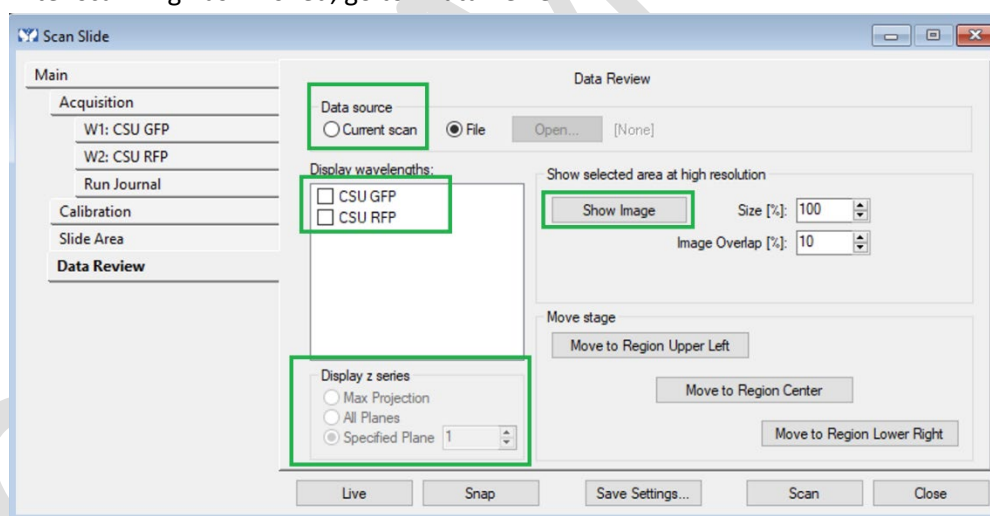 Scan Slide
Main
Acquisition
W1: CSU GFP
W2: CSU RFP
Run Journal
Calibration
Slide Area
Data Review
Data Review
Data source
Current scan
File
Open...
[None]
Display wavelengths:
CSU GFP
CSU RFP
Show selected area at high resolution
Show Image
Size [%]: 100
Image Overlap [%]: 10
Display z series
Max Projection
All Planes
Specified Plane 1
Move stage
Move to Region Upper Left
Move to Region Center
Move to Region Lower Right
Live
Snap
Save Settings...
Scan
Close